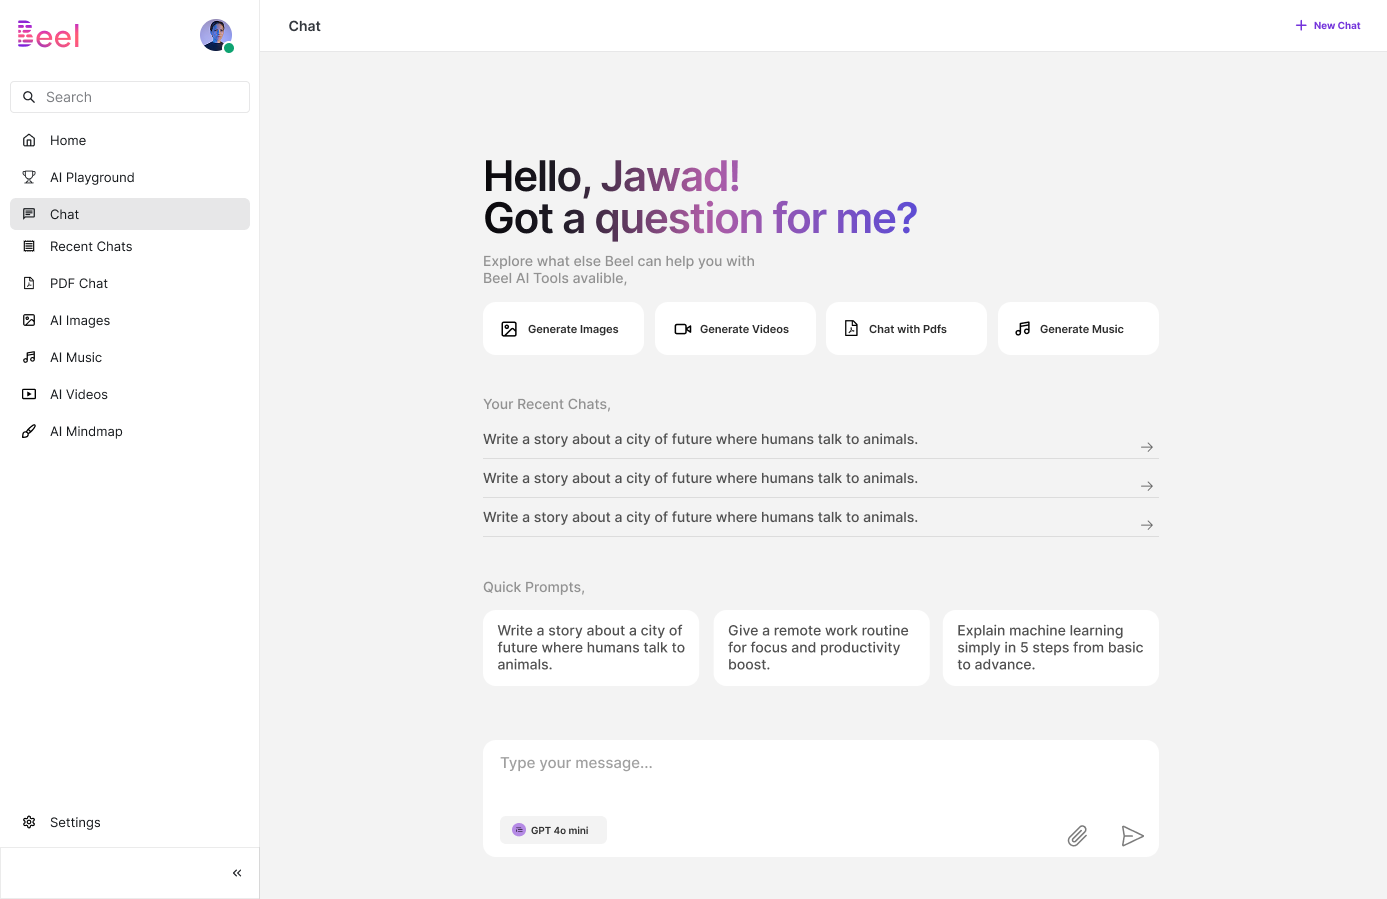 Beel
Search
Home
AI Playground
Chat
Recent Chats
PDF Chat
AI Images
AI Music
AI Videos
AI Mindmap
Settings
Chat
New Chat
Hello, Jawad!
Got a question for me?
Explore what else Beel can help you with
Beel AI Tools avalible,
Generate Images
Generate Videos
Chat with Pdfs
Generate Music
Your Recent Chats,
Write a story about a city of future where humans talk to animals.
Write a story about a city of future where humans talk to animals.
Write a story about a city of future where humans talk to animals.
Quick Prompts,
Write a story about a city of
future where humans talk to
animals.
Give a remote work routine
for focus and productivity
boost.
Explain machine learning
simply in 5 steps from basic
to advance.
Type your message...
GPT 4o mini